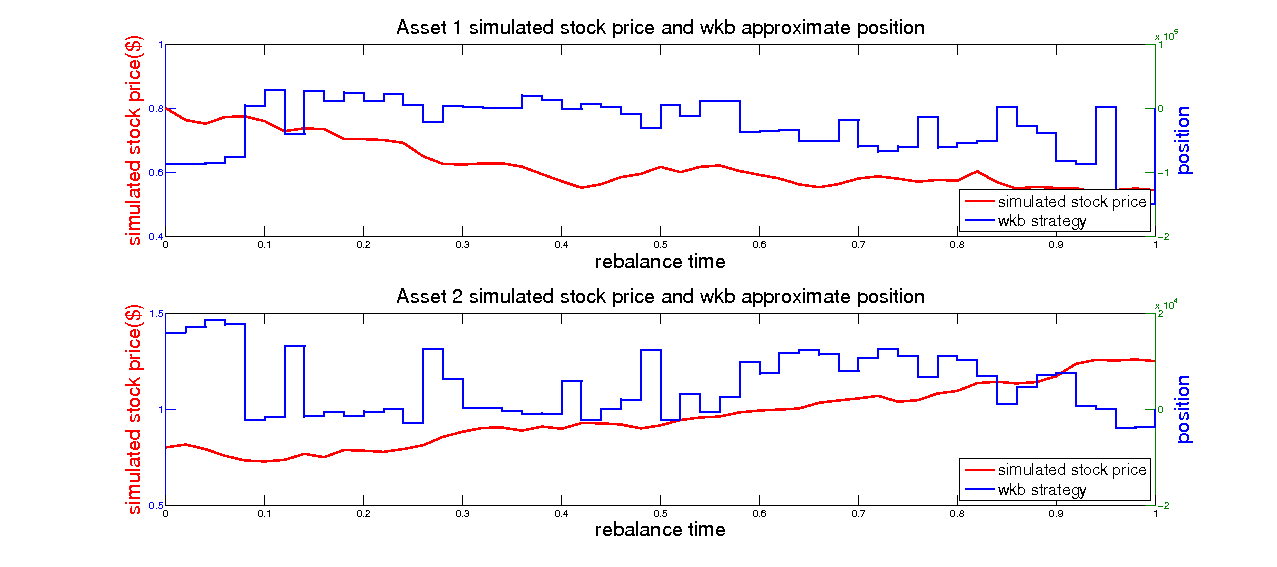 Asset 1 simulated stock price and wkb approximate position
x 10^5
simulated stock price($)
1
0.8
0.6
0.4
1
0
-1
-2
position
simulated stock price
wkb strategy
0 0.1 0.2 0.3 0.4 0.5 0.6 0.7 0.8 0.9 1
rebalance time
Asset 2 simulated stock price and wkb approximate position
x 10^4
simulated stock price($)
1.5
1
0.5
2
0
-2
position
simulated stock price
wkb strategy
0 0.1 0.2 0.3 0.4 0.5 0.6 0.7 0.8 0.9 1
rebalance time